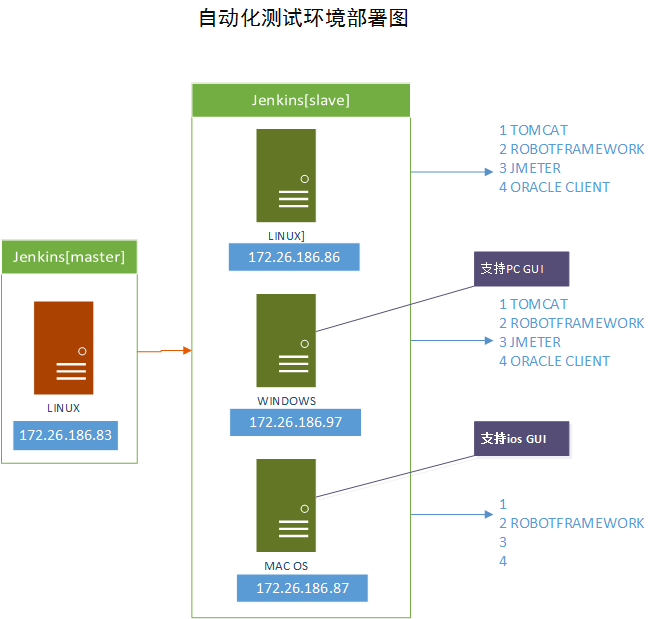 自动化测试环境部署图
Jenkins[slave]
1 TOMCAT
2 ROBOTFRAMEWORK
3 JMETER
4 ORACLE CLIENT
LINUX]
172.26.186.86
Jenkins[master]
支持PC GUI
1 TOMCAT
2 ROBOTFRAMEWORK
3 JMETER
4 ORACLE CLIENT
WINDOWS
172.26.186.97
LINUX
172.26.186.83
支持ios GUI
1
2 ROBOTFRAMEWORK
3
4
MAC OS
172.26.186.87